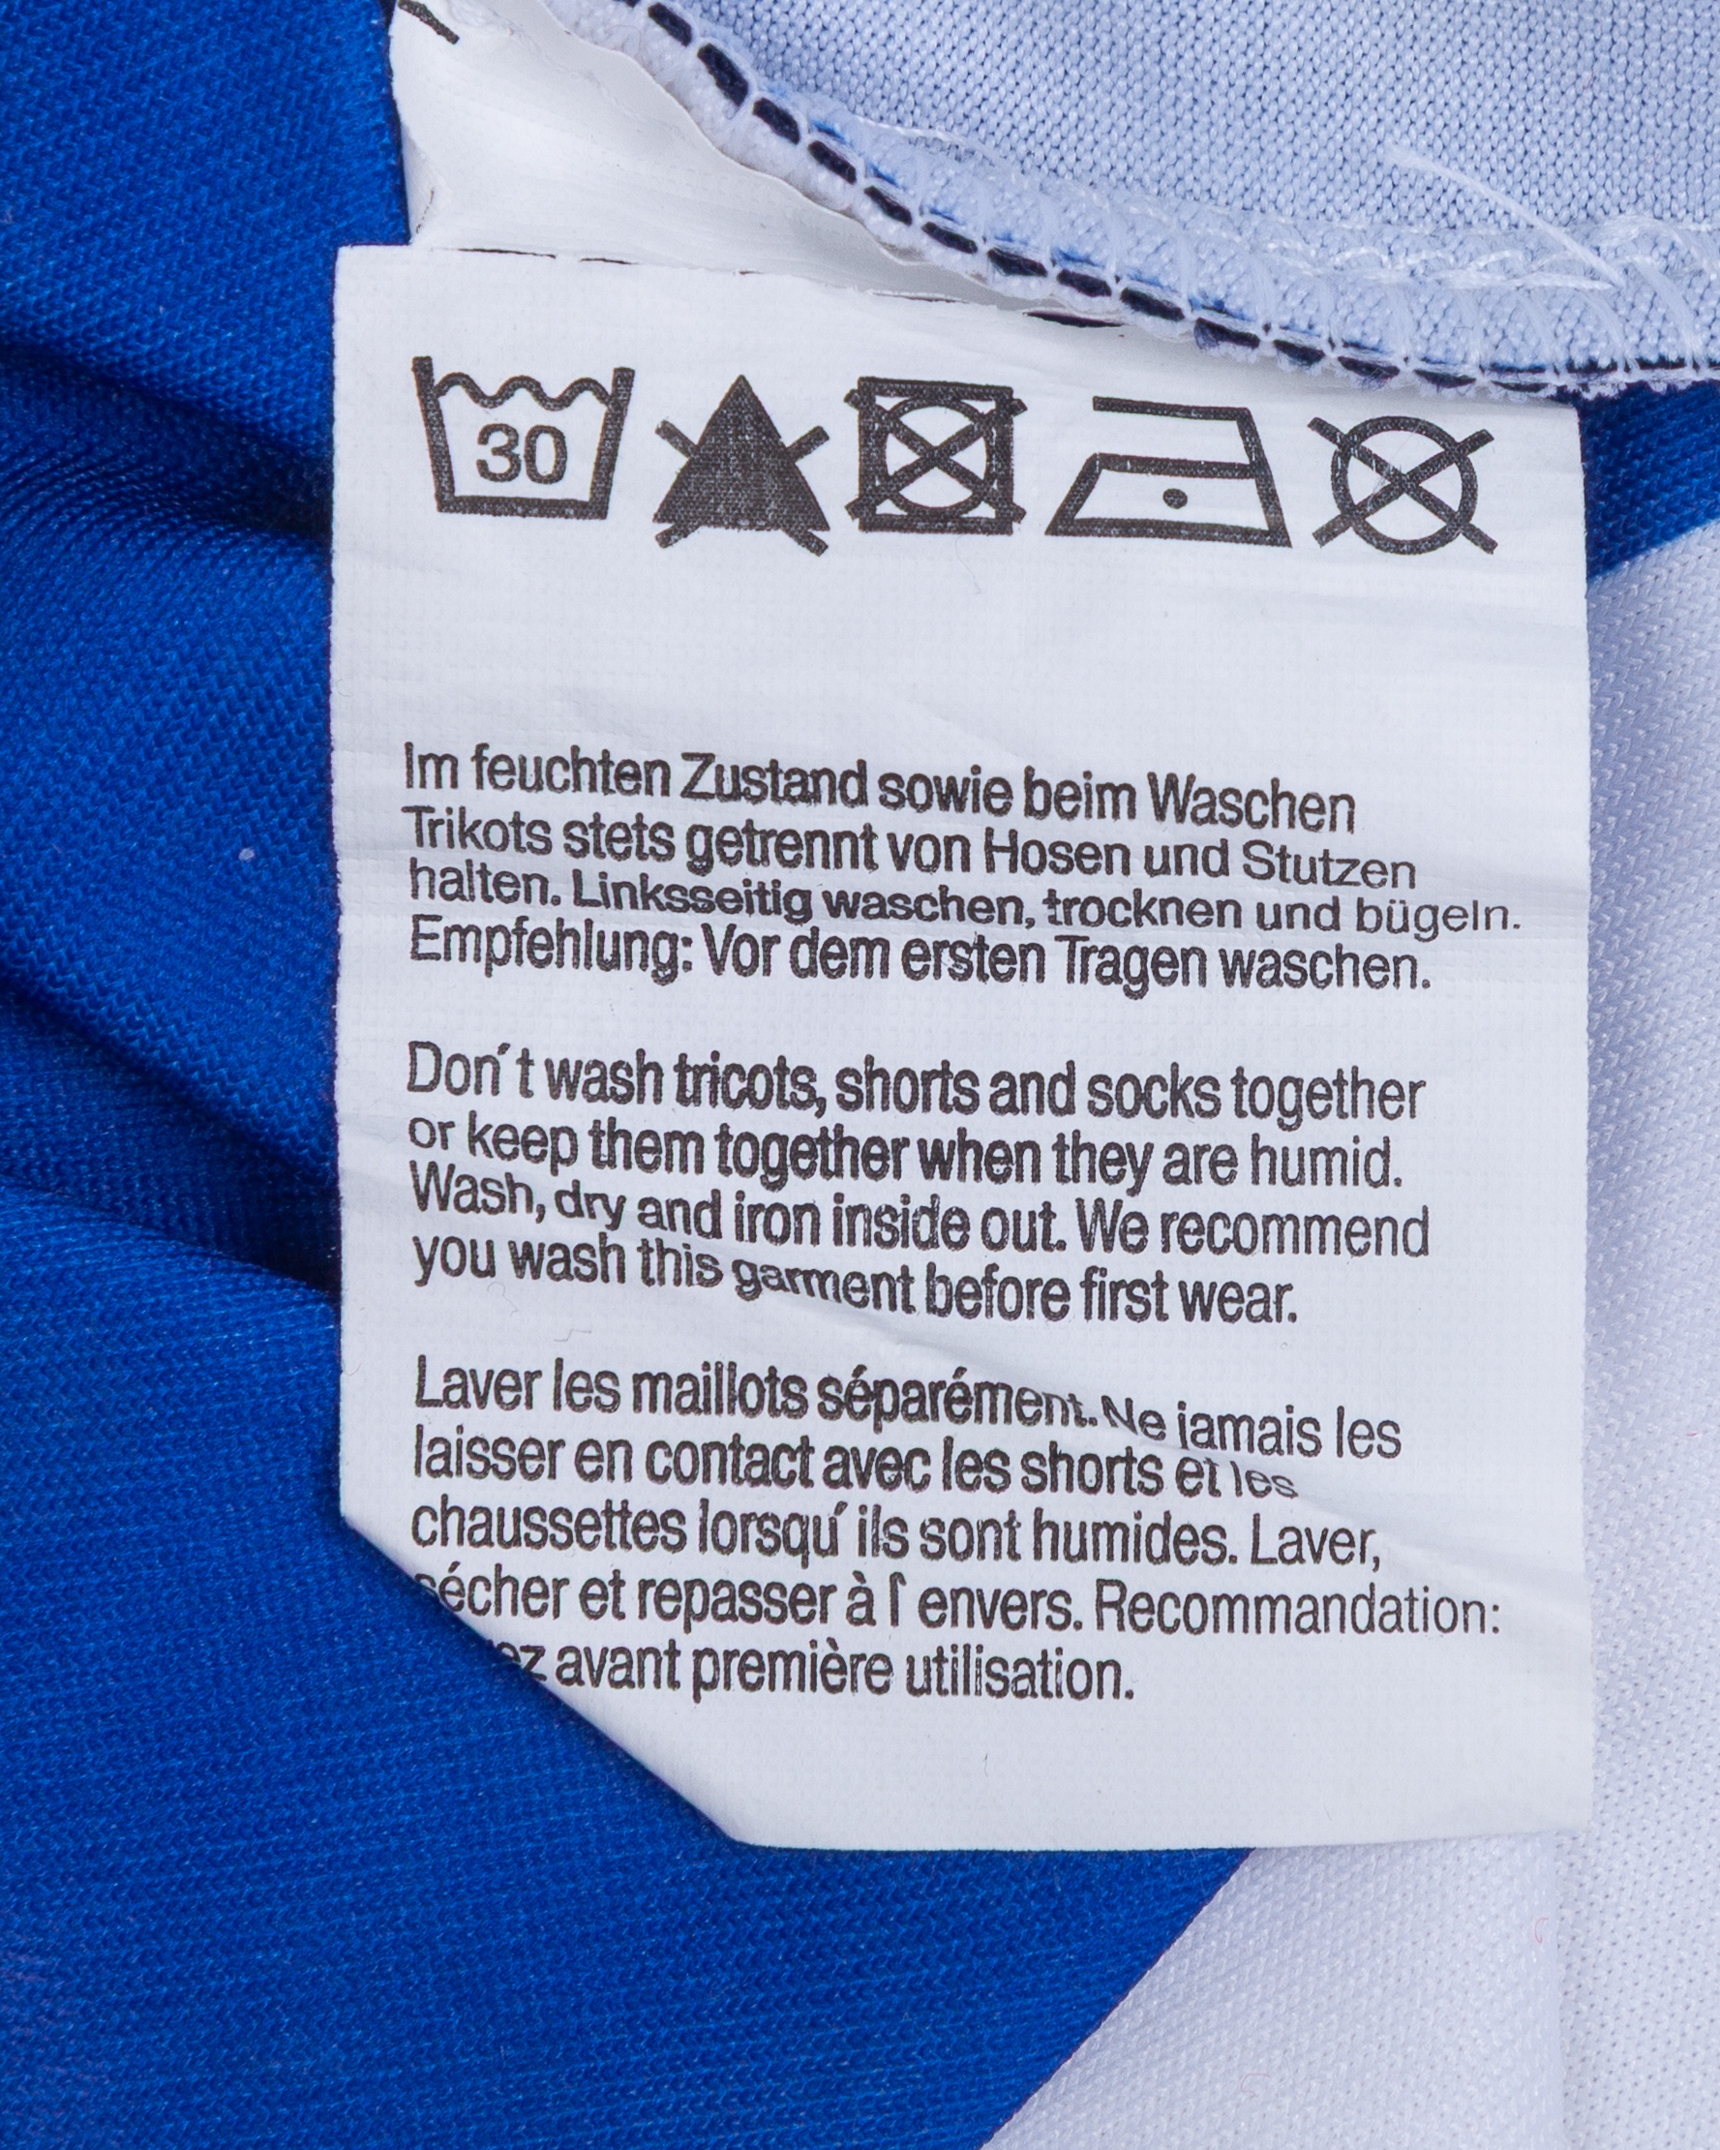 30
Im feuchten Zustand sowie beim Waschen
Trikots stets getrennt von Hosen und Stutzen
halten. Linksseitig waschen, trocknen und bügeln.
Empfehlung: Vor dem ersten Tragen waschen.
Don´t wash tricots, shorts and socks together
or keep them together when they are humid.
Wash, dry and iron inside out. We recommend
you wash this garment before first wear.
Laver les maillots séparément. Ne jamais les
laisser en contact avec les shorts et les
chaussettes lorsqu´ils sont humides. Laver,
sécher et repasser à l´envers. Recommandation:
avant première utilisation.